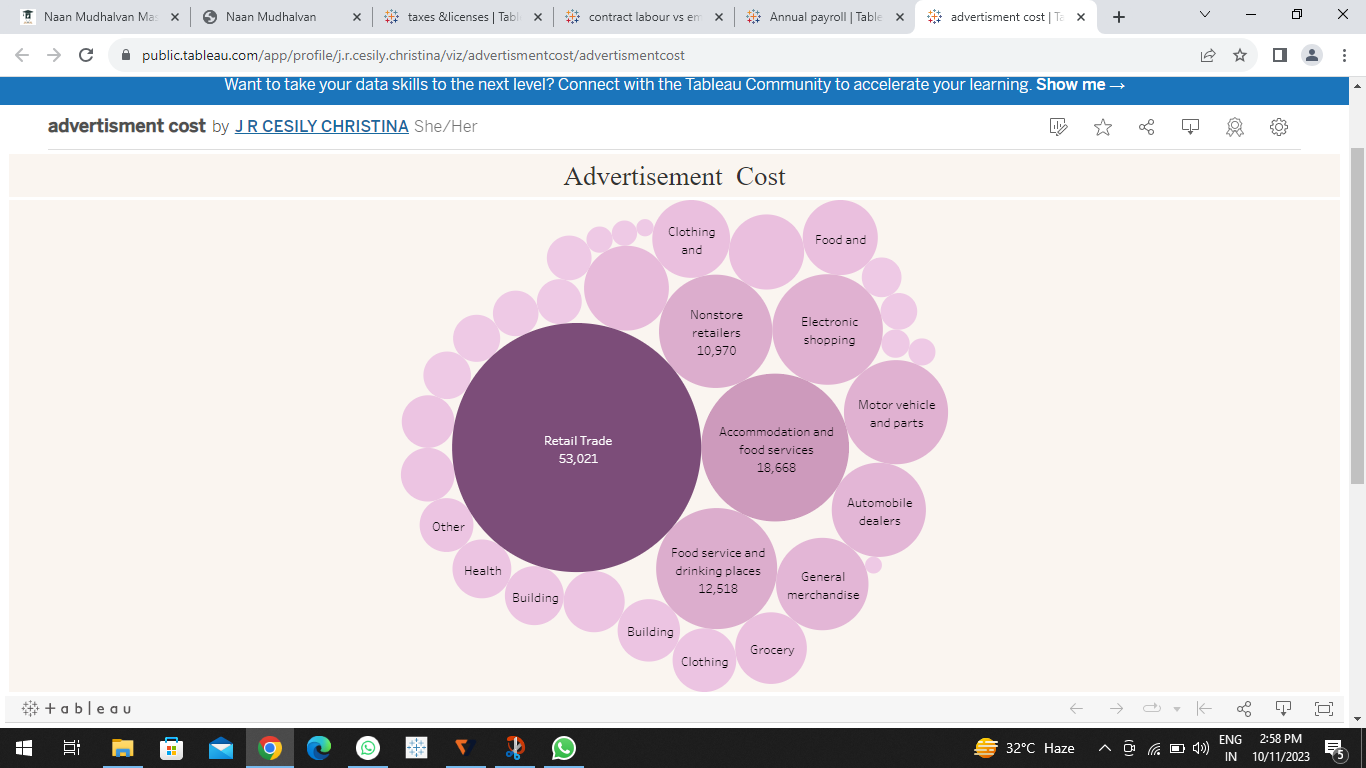 Naan Mudhalvan Mas
Naan Mudhalvan
taxes &licenses | Tabl
contract labour vs em
Annual payroll | Table
advertisment cost | Ta
public.tableau.com/app/profile/j.r.cesily.christina/viz/advertismentcost/advertismentcost
Want to take your data skills to the next level? Connect with the Tableau Community to accelerate your learning. Show me →
advertisment cost by J R CESILY CHRISTINA She/Her
Advertisement Cost
Clothing
and
Food and
Nonstore
retailers
10,970
Electronic
shopping
Motor vehicle
and parts
Retail Trade
53,021
Accommodation and
food services
18,668
Automobile
dealers
Other
Health
Building
Food service and
drinking places
12,518
General
merchandise
Building
Clothing
Grocery
+ a b l e a u
32°C Haze
ENG
IN
2:58 PM
10/11/2023
5